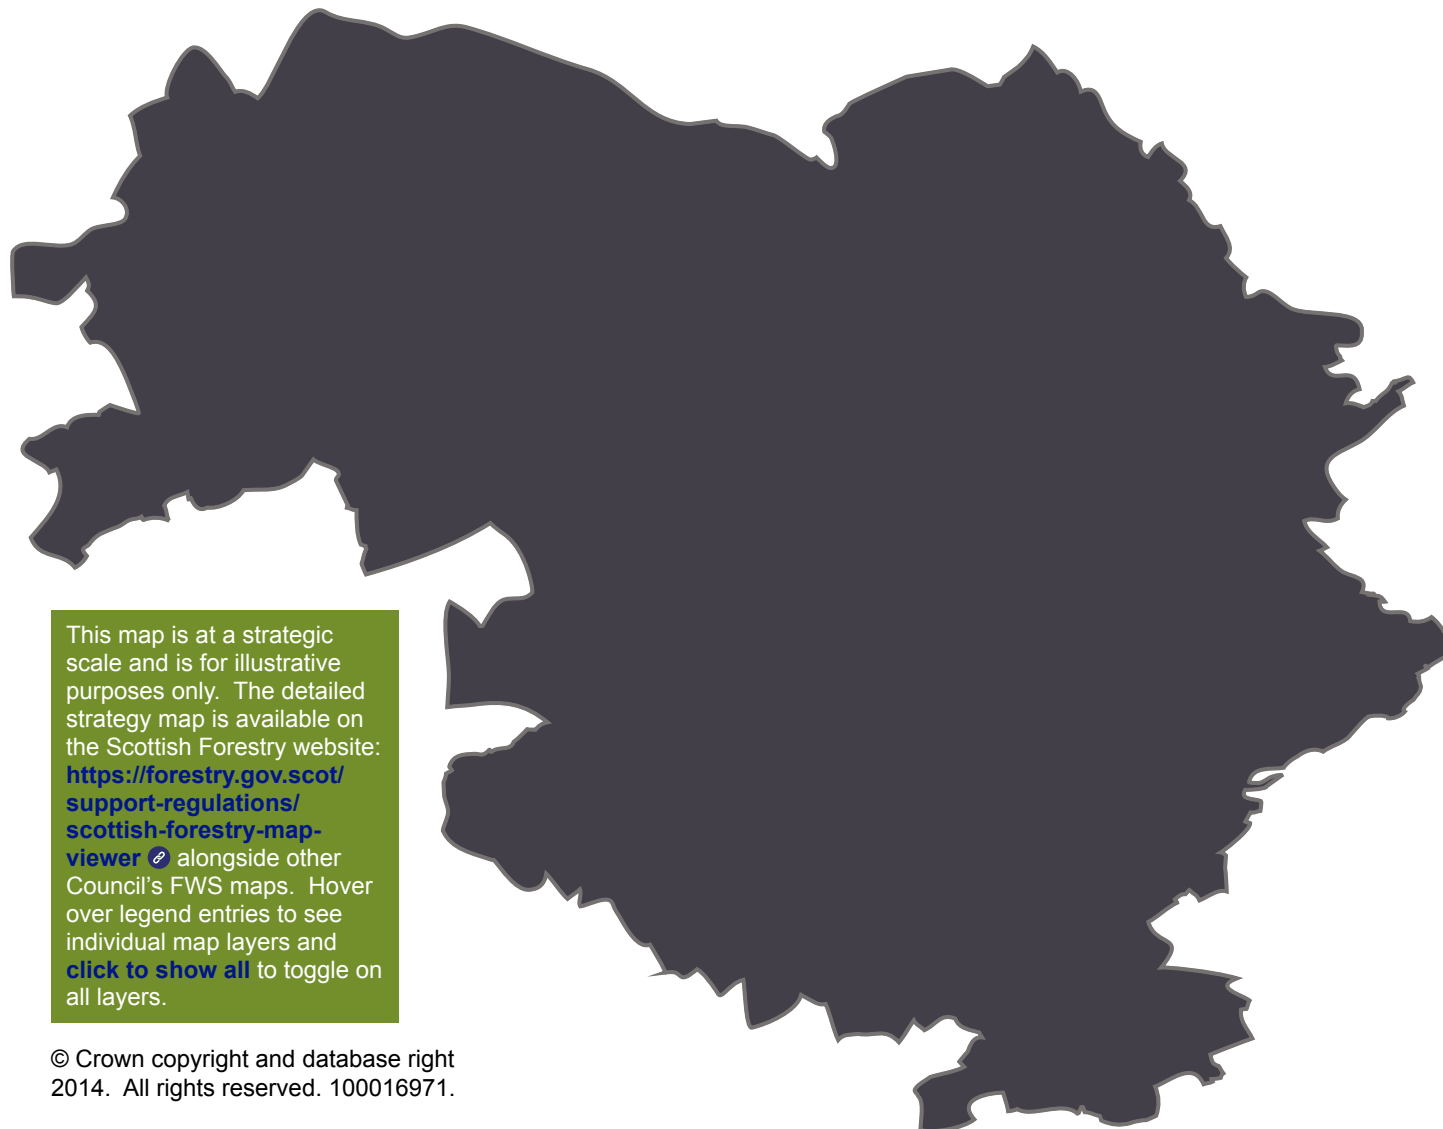 This map is at a strategic
scale and is for illustrative
purposes only.  The detailed
strategy map is available on
the Scottish Forestry website:
https://forestry.gov.scot/
support-regulations/
scottish-forestry-map-
viewer alongside other
Council's FWS maps.  Hover
over legend entries to see
individual map layers and
click to show all to toggle on
all layers.
© Crown copyright and database right
2014.  All rights reserved. 100016971.